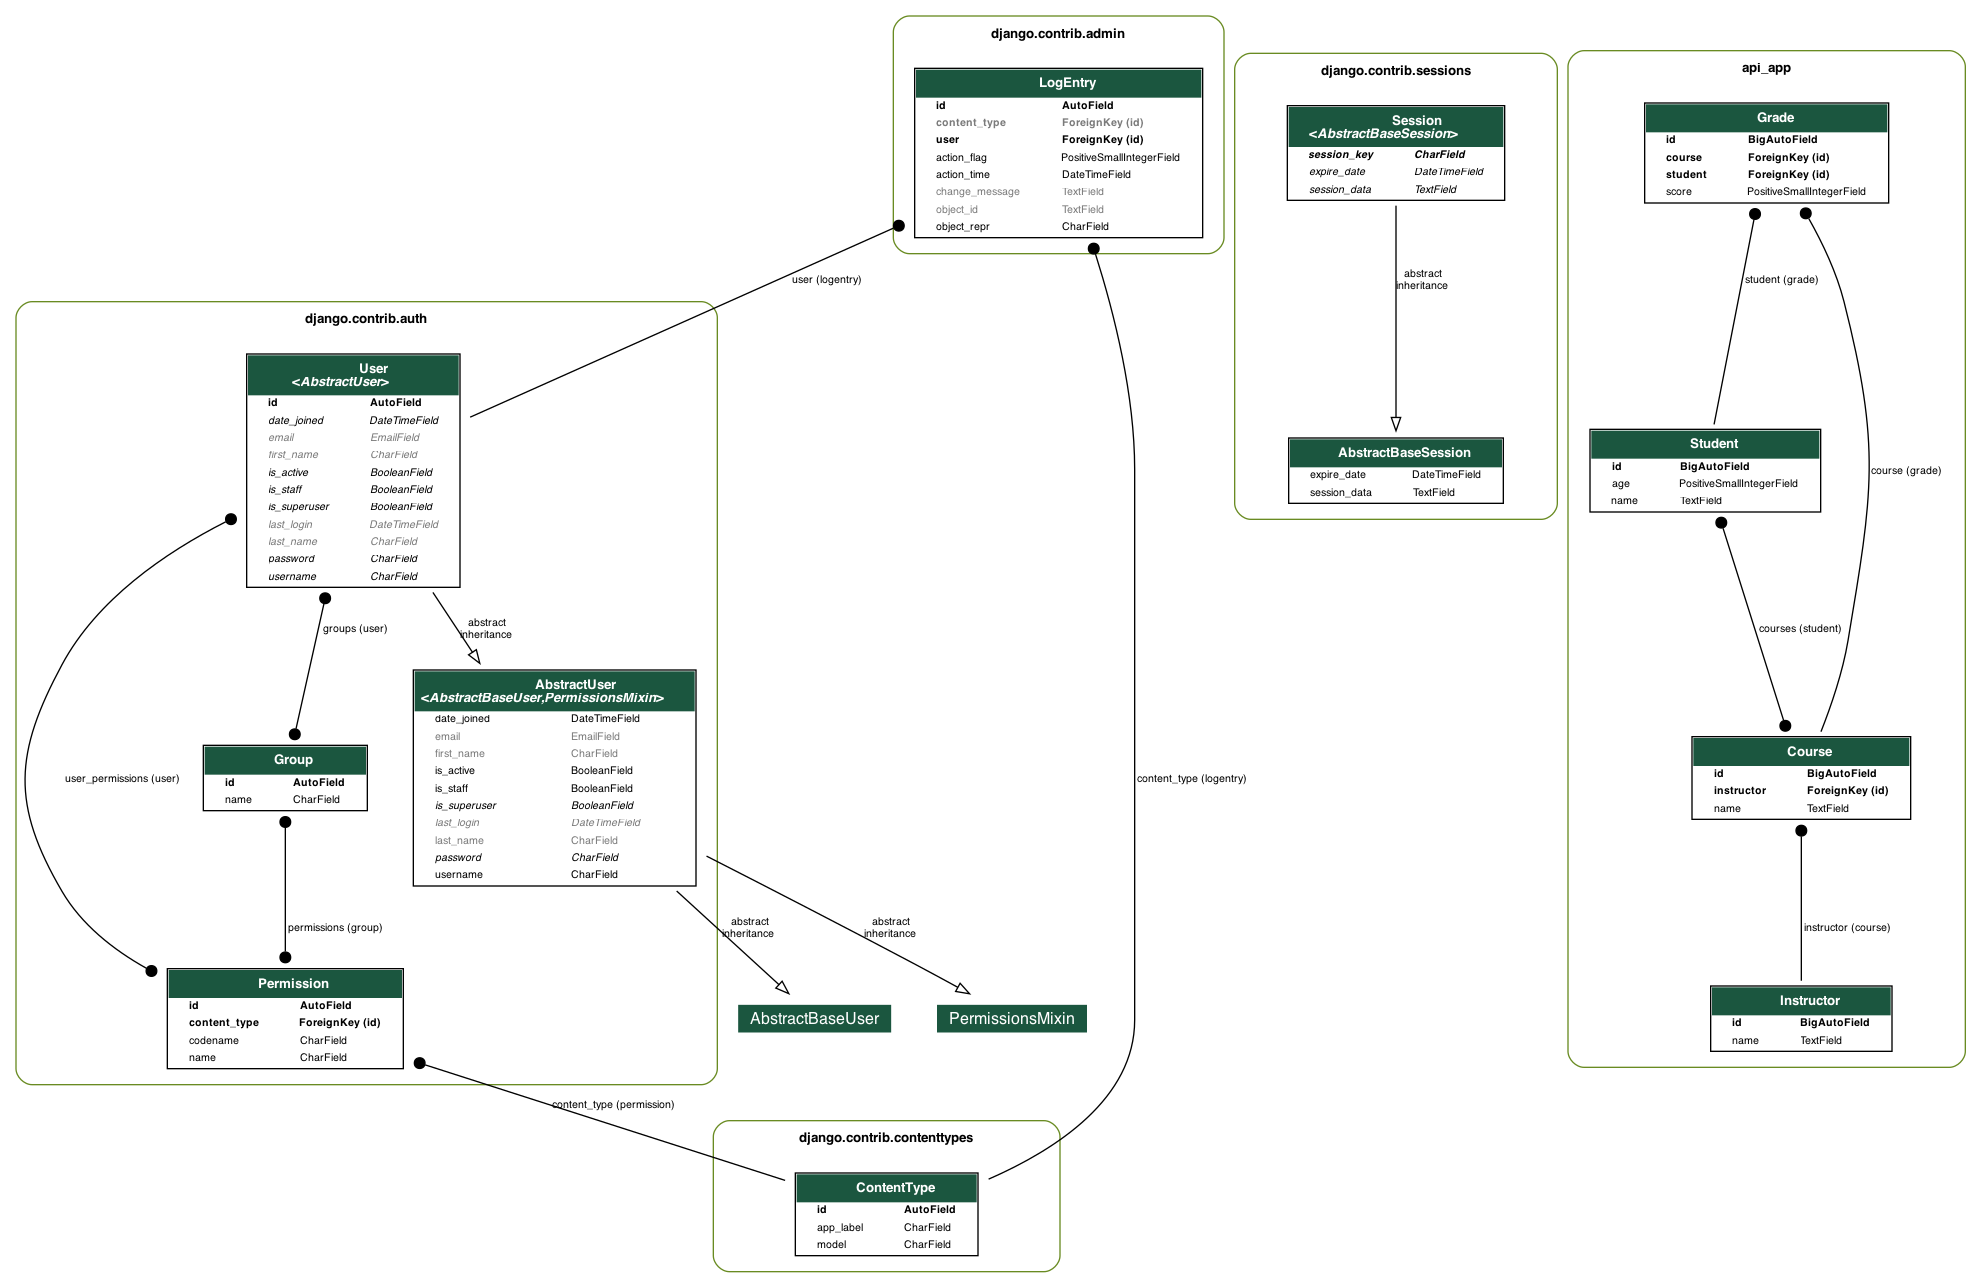 django.contrib.admin
LogEntry
id AutoField
content_type ForeignKey (id)
user ForeignKey (id)
action_flag PositiveSmallIntegerField
action_time DateTimeField
change_message TextField
object_id TextField
object_repr CharField
django.contrib.sessions
Session
<AbstractBaseSession>
session_key CharField
expire_date DateTimeField
session_data TextField
abstract
inheritance
AbstractBaseSession
expire_date DateTimeField
session_data TextField
api_app
Grade
id BigAutoField
course ForeignKey (id)
student ForeignKey (id)
score PositiveSmallIntegerField
student (grade)
course (grade)
Student
id BigAutoField
age PositiveSmallIntegerField
name TextField
courses (student)
Course
id BigAutoField
instructor ForeignKey (id)
name TextField
instructor (course)
Instructor
id BigAutoField
name TextField
user (logentry)
django.contrib.auth
User
<AbstractUser>
id AutoField
date_joined DateTimeField
email EmailField
first_name CharField
is_active BooleanField
is_staff BooleanField
is_superuser BooleanField
last_login DateTimeField
last_name CharField
password CharField
username CharField
groups (user)
abstract
inheritance
AbstractUser
<AbstractBaseUser,PermissionsMixin>
date_joined DateTimeField
email EmailField
first_name CharField
is_active BooleanField
is_staff BooleanField
is_superuser BooleanField
last_login DateTimeField
last_name CharField
password CharField
username CharField
Group
id AutoField
name CharField
user_permissions (user)
permissions (group)
Permission
id AutoField
content_type ForeignKey (id)
codename CharField
name CharField
abstract
inheritance
abstract
inheritance
AbstractBaseUser
PermissionsMixin
content_type (logentry)
content_type (permission)
django.contrib.contenttypes
ContentType
id AutoField
app_label CharField
model CharField